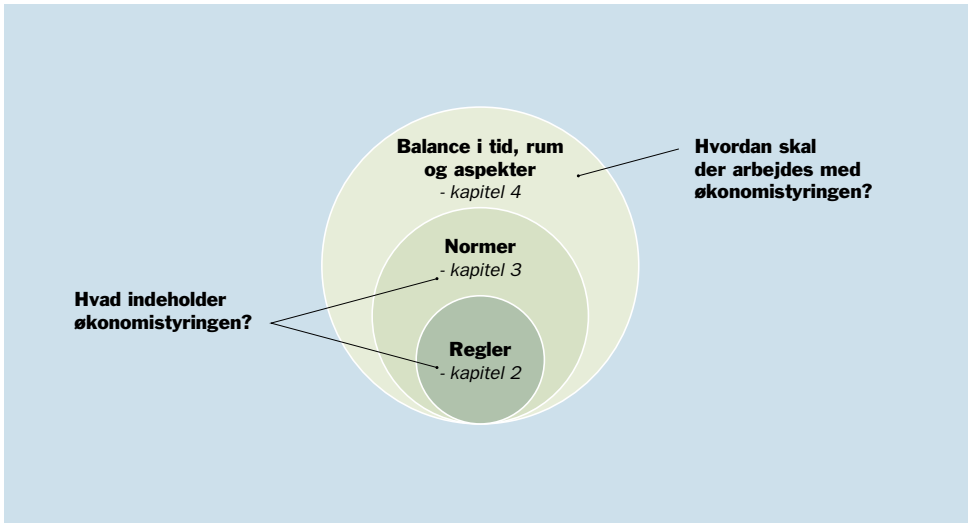 Balance i tid, rum
og aspekter
- kapitel 4
Hvordan skal
der arbejdes med
økonomistyringen?
Normer
- kapitel 3
Hvad indeholder
økonomistyringen?
Regler
- kapitel 2